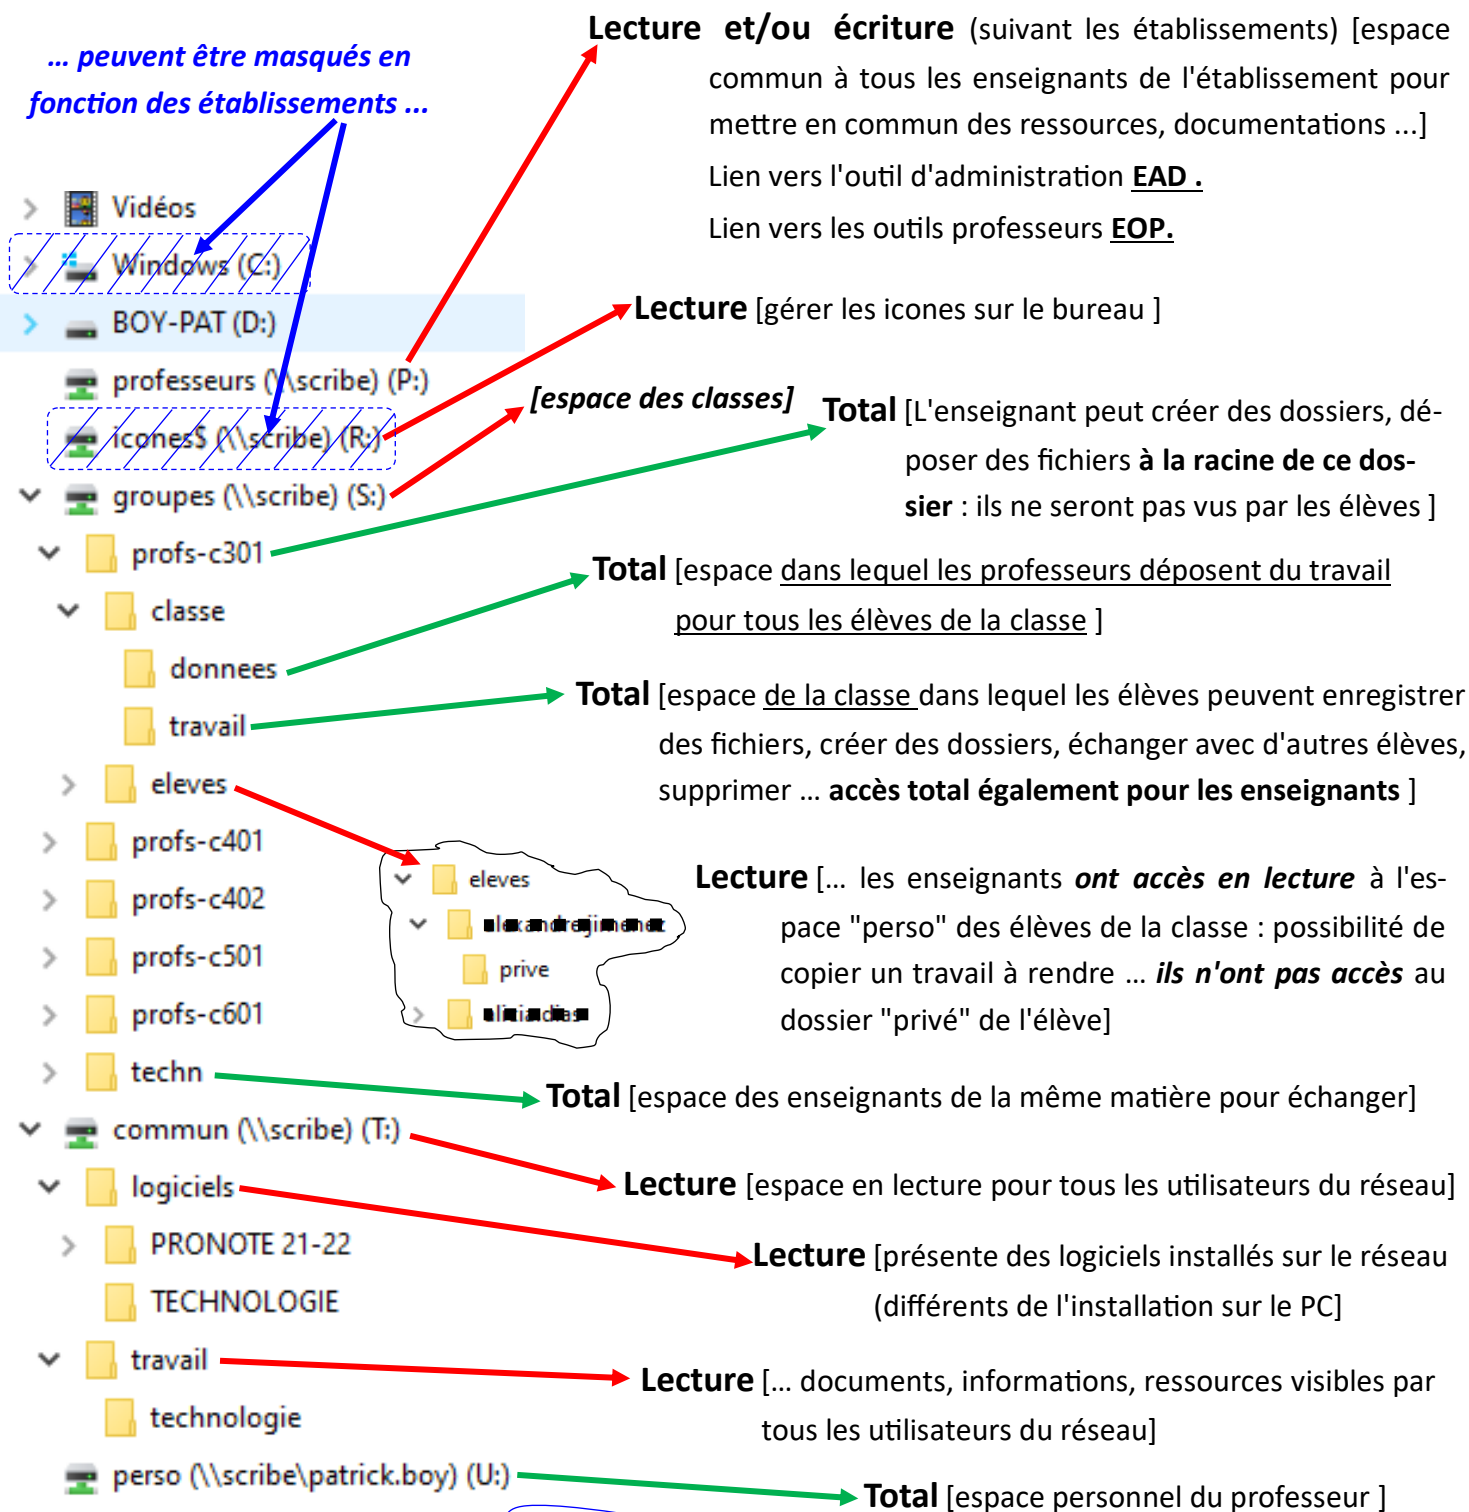 Lecture et/ou écriture (suivant les établissements) [espace
commun à tous les enseignants de l'établissement pour
mettre en commun des ressources, documentations ...]
Lien vers l'outil d'administration EAD .
Lien vers les outils professeurs EOP.
... peuvent être masqués en
fonction des établissements ...
Vidéos
Windows (C:)
BOY-PAT (D:)
Lecture [gérer les icones sur le bureau ]
professeurs (\\scribe) (P:)
icones$ (\\scribe) (R:)
[espace des classes]
groupes (\\scribe) (S:)
Total [L'enseignant peut créer des dossiers, dé-
poser des fichiers à la racine de ce dos-
sier : ils ne seront pas vus par les élèves ]
profs-c301
Total [espace dans lequel les professeurs déposent du travail
pour tous les élèves de la classe ]
classe
donnees
travail
Total [espace de la classe dans lequel les élèves peuvent enregistrer
des fichiers, créer des dossiers, échanger avec d'autres élèves,
supprimer ... accès total également pour les enseignants ]
eleves
profs-c401
profs-c402
profs-c501
profs-c601
eleves
prive
Lecture [... les enseignants ont accès en lecture à l'es-
pace "perso" des élèves de la classe : possibilité de
copier un travail à rendre ... ils n'ont pas accès au
dossier "privé" de l'élève]
techn
Total [espace des enseignants de la même matière pour échanger]
commun (\\scribe) (T:)
Lecture [espace en lecture pour tous les utilisateurs du réseau]
logiciels
PRONOTE 21-22
TECHNOLOGIE
Lecture [présente des logiciels installés sur le réseau
(différents de l'installation sur le PC]
travail
technologie
Lecture [... documents, informations, ressources visibles par
tous les utilisateurs du réseau]
perso (\\scribe\patrick.boy) (U:)
Total [espace personnel du professeur ]